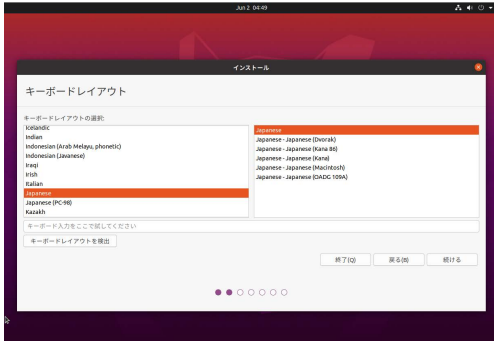 Jun 2 04:49
インストール
キーボードレイアウト
キーボードレイアウトの選択:
Icelandic
Indian
Indonesian (Arab Melayu, phonetic)
Indonesian (Javanese)
Iraqi
Irish
Italian
Japanese
Japanese (PC-98)
Kazakh
Japanese
Japanese - Japanese (Dvorak)
Japanese - Japanese (Kana 86)
Japanese - Japanese (Kana)
Japanese - Japanese (Macintosh)
Japanese - Japanese (OADG 109A)
キーボード入力をここで試してください
キーボードレイアウトを検出
終了(Q) 戻る(B) 続ける